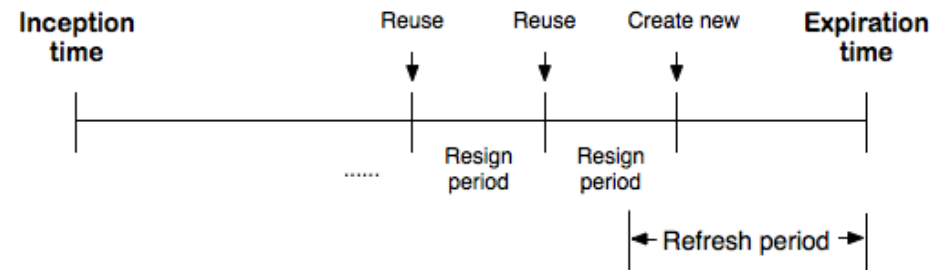 Inception
time
Reuse
Reuse
Create new
Expiration
time
......
Resign
period
Resign
period
Refresh period